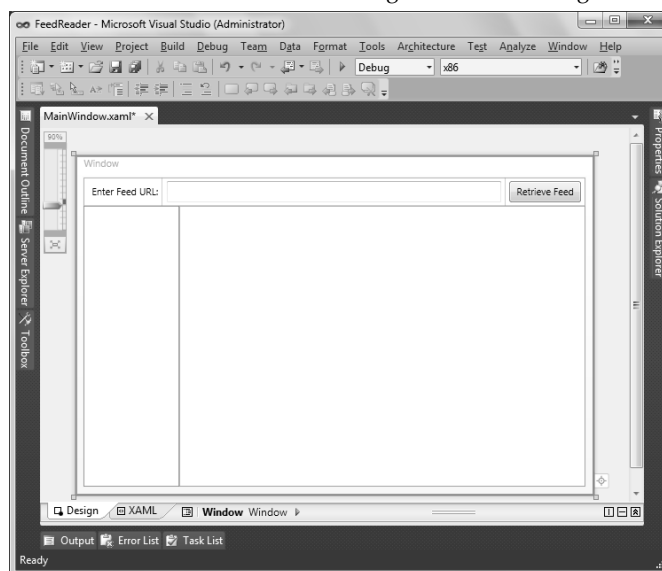 FeedReader - Microsoft Visual Studio (Administrator)
File Edit View Project Build Debug Team Data Format Tools Architecture Test Analyze Window Help
Debug x86
MainWindow.xaml* ×
90%
Window
Enter Feed URL: Retrieve Feed
Document Outline
Server Explorer
Toolbox
Properties
Solution Explorer
Design XAML Window Window
Output Error List Task List
Ready